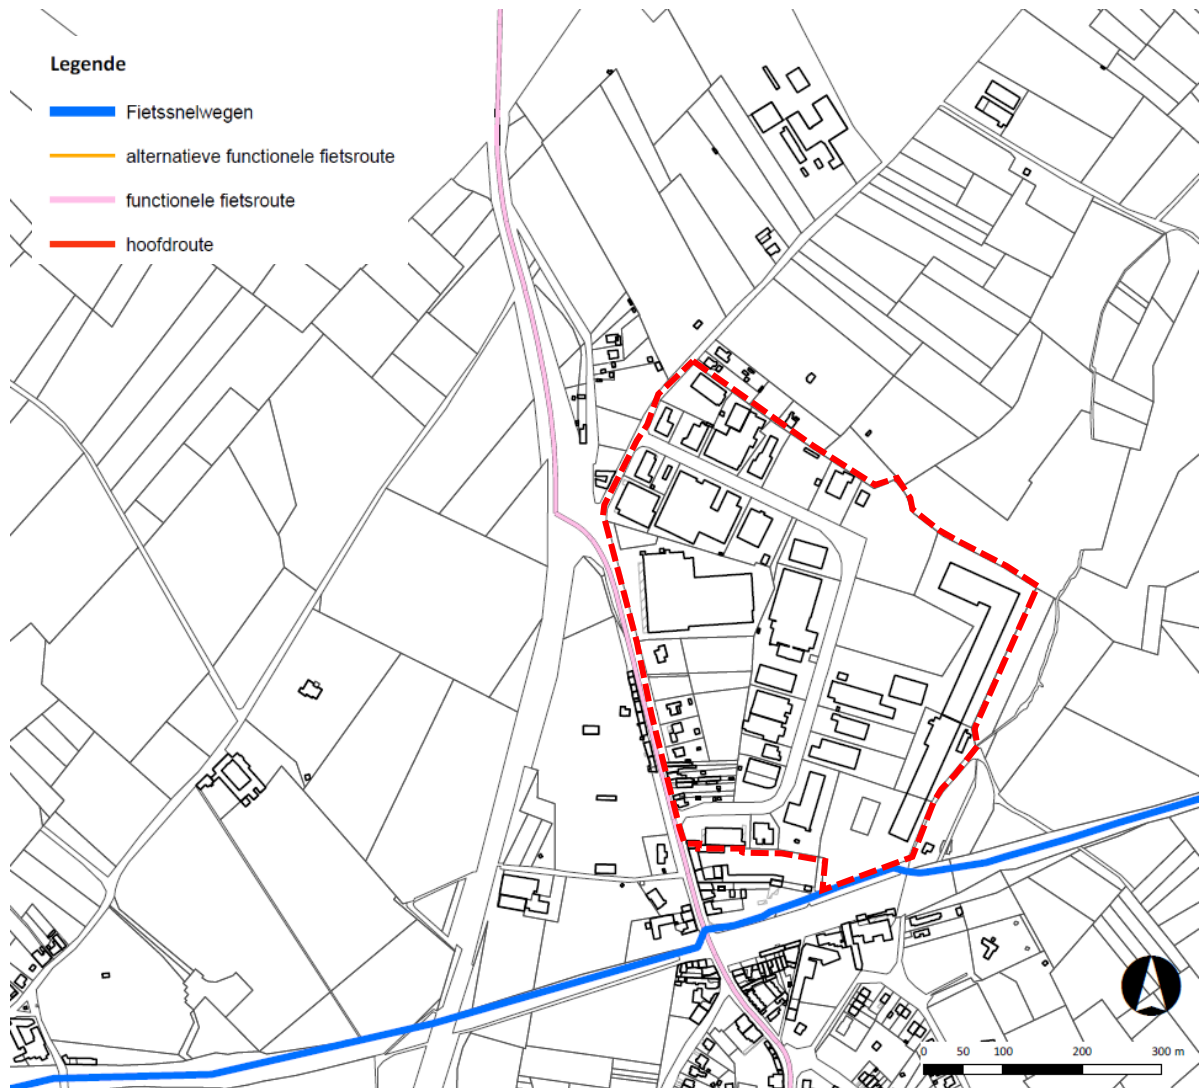 Legende
Fietssnelwegen
alternatieve functionele fietsroute
functionele fietsroute
hoofdroute
0 50 100 200 300 m